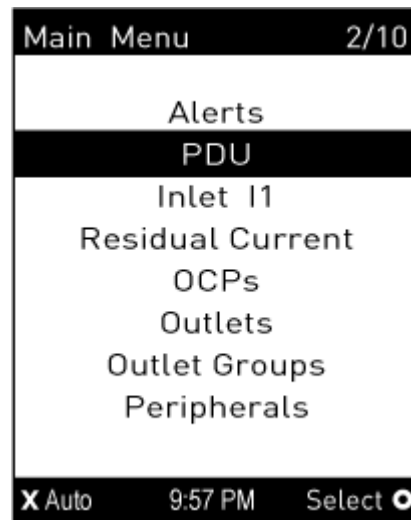 Main Menu 2/10
Alerts
PDU
Inlet I1
Residual Current
OCPs
Outlets
Outlet Groups
Peripherals
X Auto 9:57 PM Select